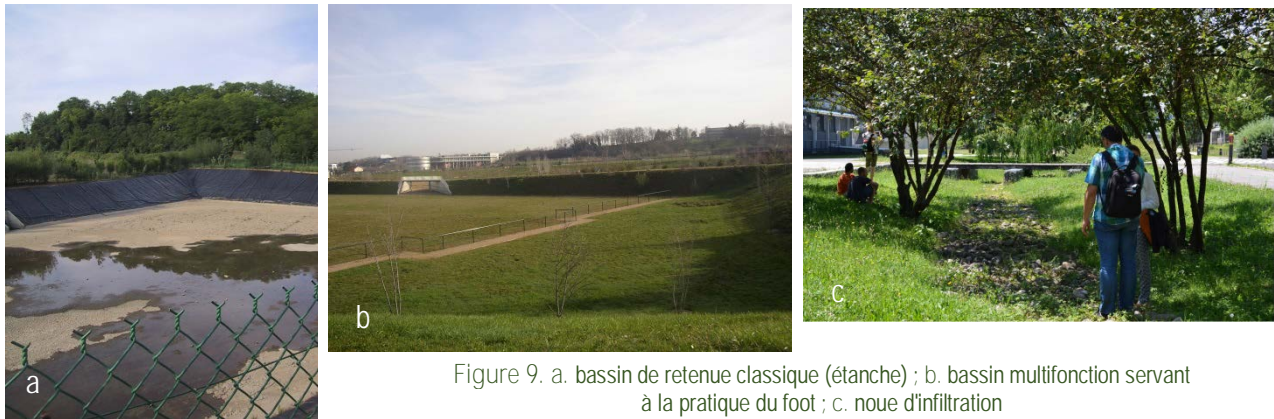 a
b
c
Figure 9. a. bassin de retenue classique (étanche) ; b. bassin multifonction servant
à la pratique du foot ; c. noue d'infiltration